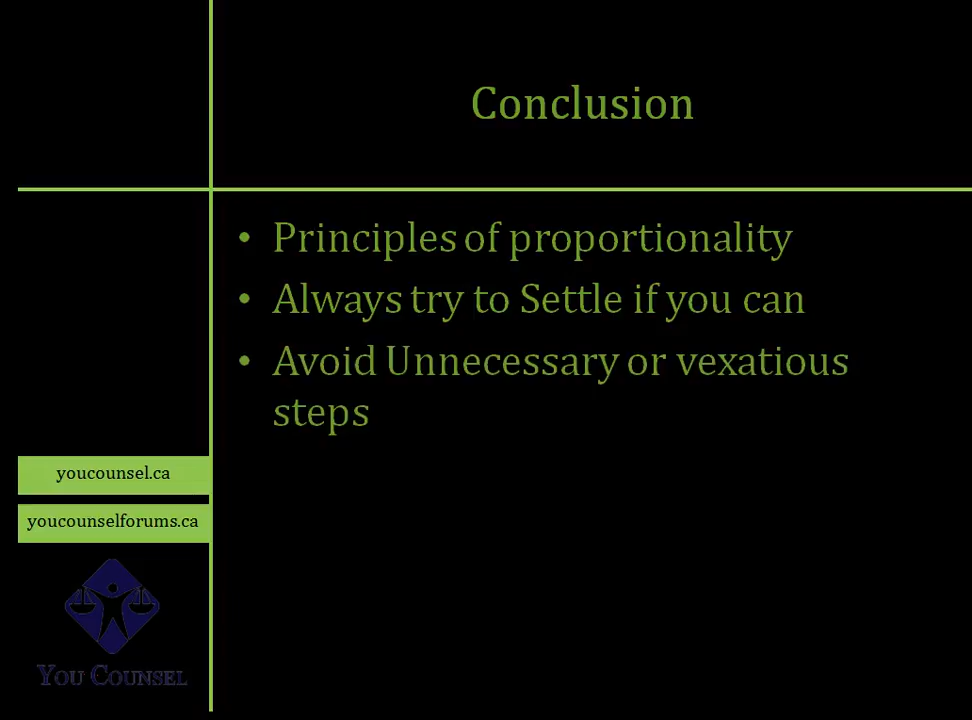 Conclusion
• Principles of proportionality
• Always try to Settle if you can
• Avoid Unnecessary or vexatious
steps
youcounsel.ca
youcounselforums.ca
YOU COUNSEL